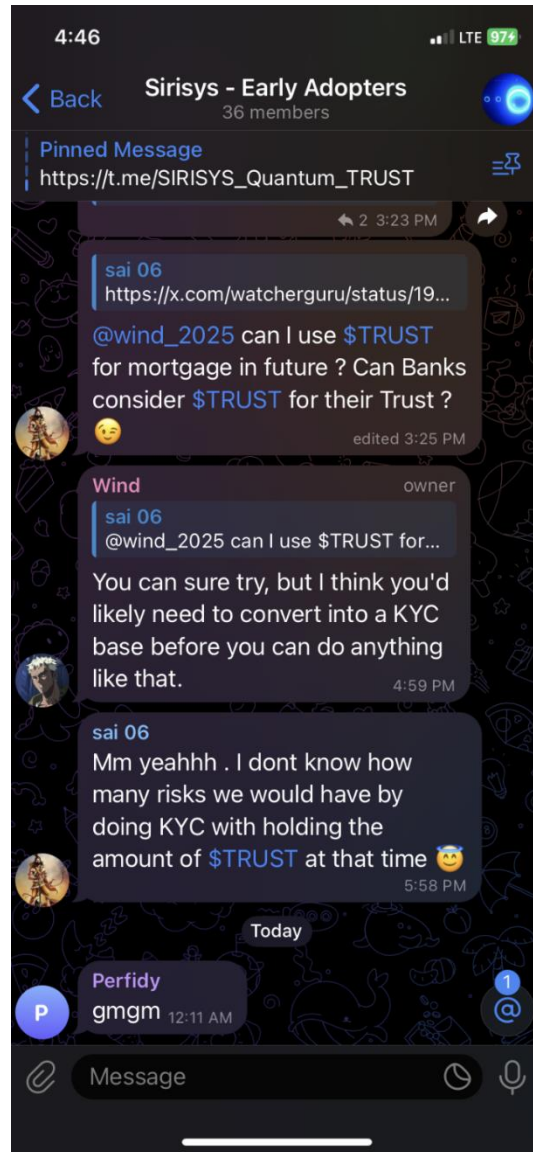 4:46
LTE 97
Back
Sirisys - Early Adopters
36 members
Pinned Message
https://t.me/SIRISYS_Quantum_TRUST
2 3:23 PM
sai 06
https://x.com/watcherguru/status/19...
@wind_2025 can I use $TRUST
for mortgage in future ? Can Banks
consider $TRUST for their Trust ?
😉
edited 3:25 PM
Wind owner
sai 06
@wind_2025 can I use $TRUST for...
You can sure try, but I think you'd
likely need to convert into a KYC
base before you can do anything
like that.
4:59 PM
sai 06
Mm yeahhh . I dont know how
many risks we would have by
doing KYC with holding the
amount of $TRUST at that time 😇
5:58 PM
Today
Perfidy
P
gmgm 12:11 AM
1
@
Message